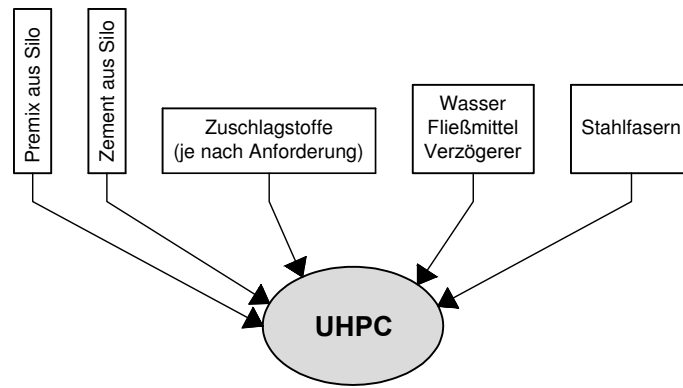 Premix aus Silo
Zement aus Silo
Zuschlagstoffe
(je nach Anforderung)
Wasser
Fließmittel
Verzögerer
Stahlfasern
UHPC